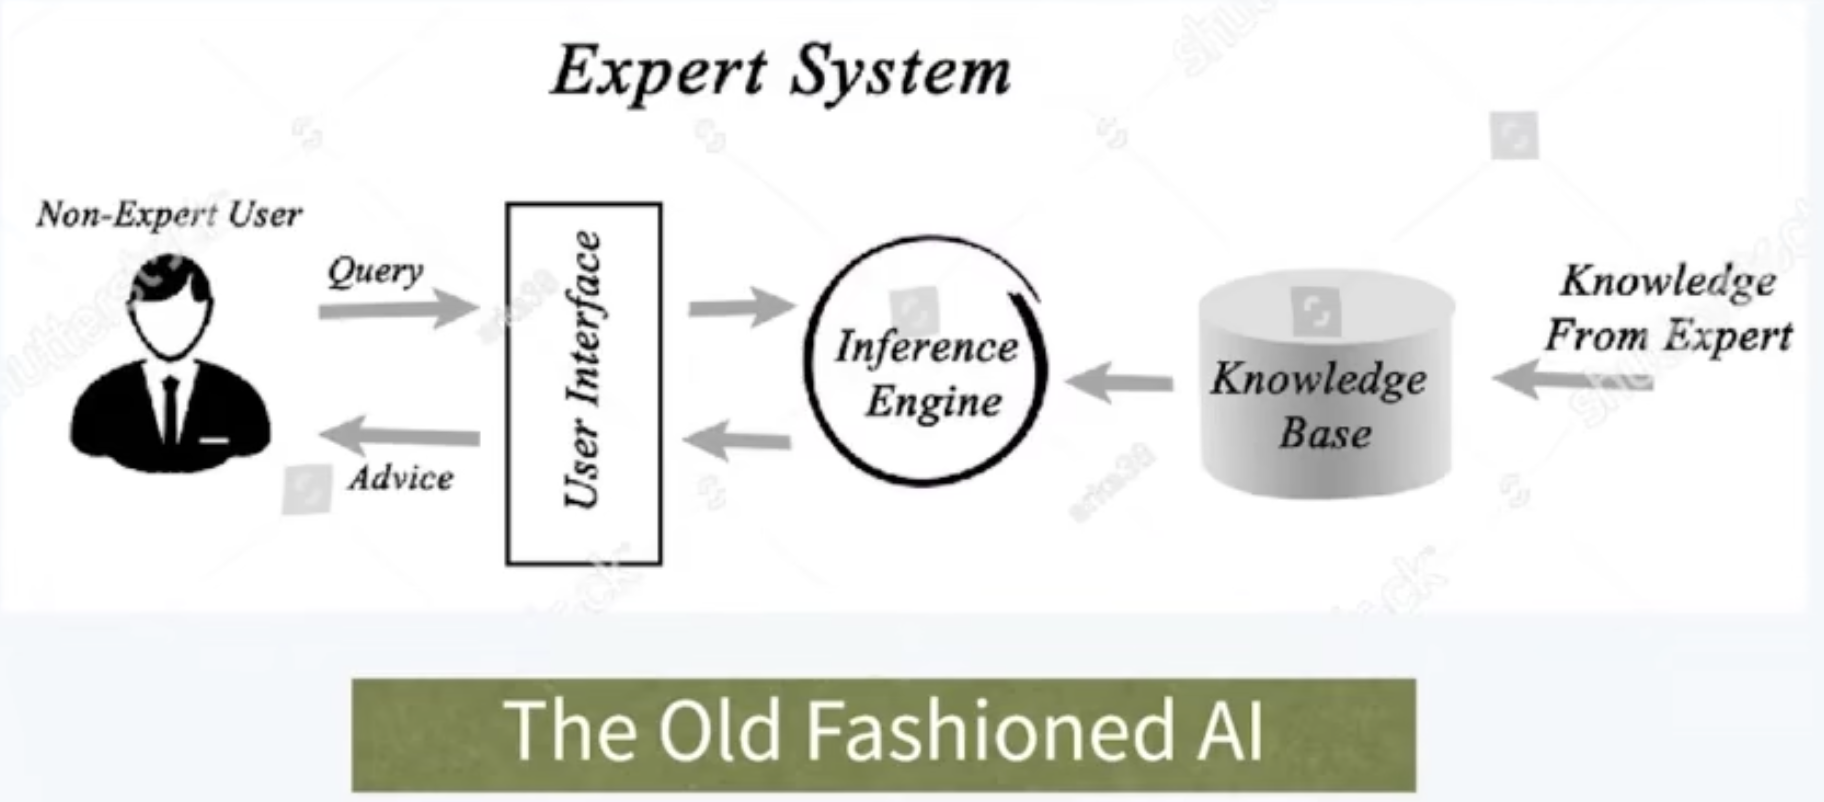 Expert System
Non-Expert User
Query
Advice
User Interface
Inference
Engine
Knowledge
Base
Knowledge
From Expert
The Old Fashioned AI